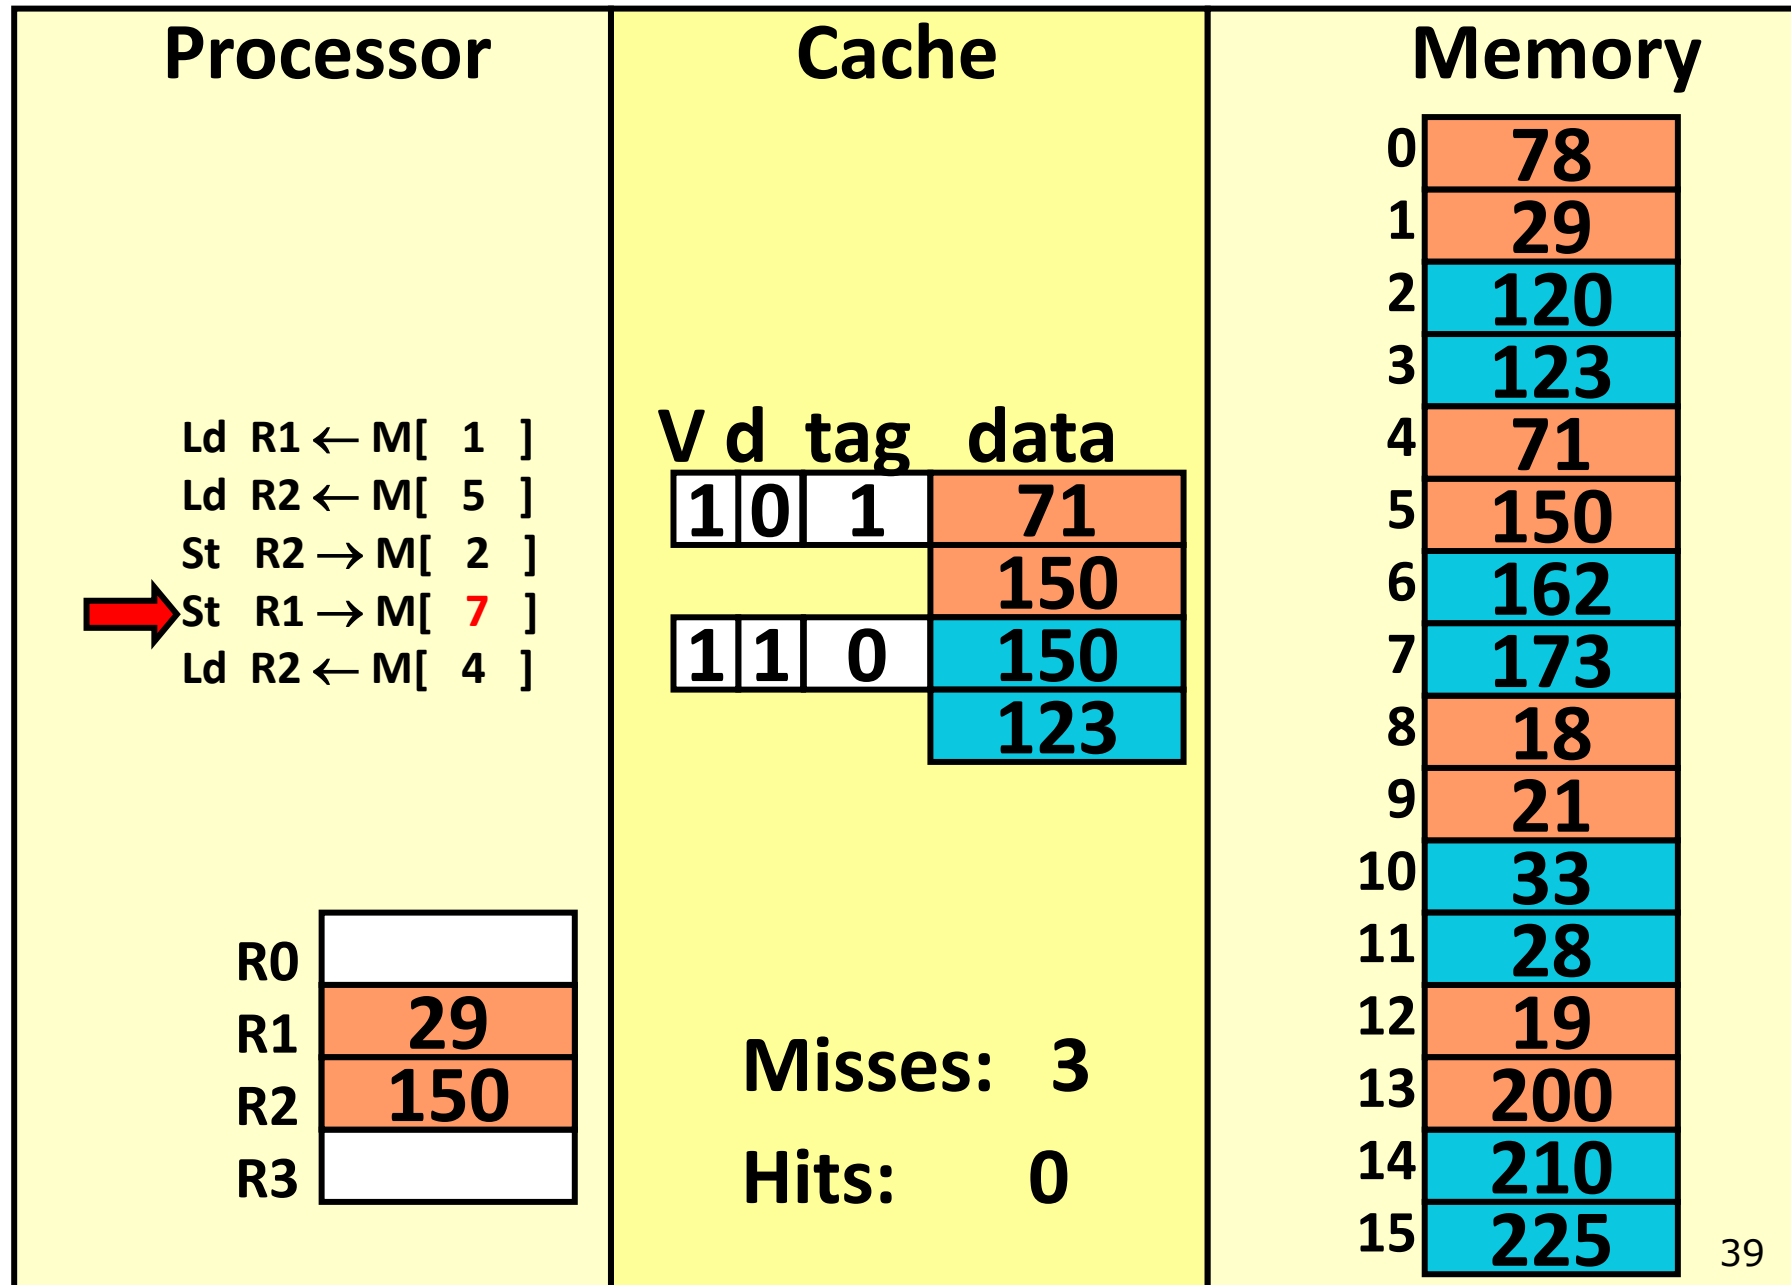 Processor
Ld R1 ← M[ 1 ]
Ld R2 ← M[ 5 ]
St R2 → M[ 2 ]
St R1 → M[ 7 ]
Ld R2 ← M[ 4 ]
R0
R1 29
R2 150
R3
Cache
V d tag data
1 0 1 71
150
1 1 0 150
123
Misses: 3
Hits: 0
Memory
0 78
1 29
2 120
3 123
4 71
5 150
6 162
7 173
8 18
9 21
10 33
11 28
12 19
13 200
14 210
15 225
39